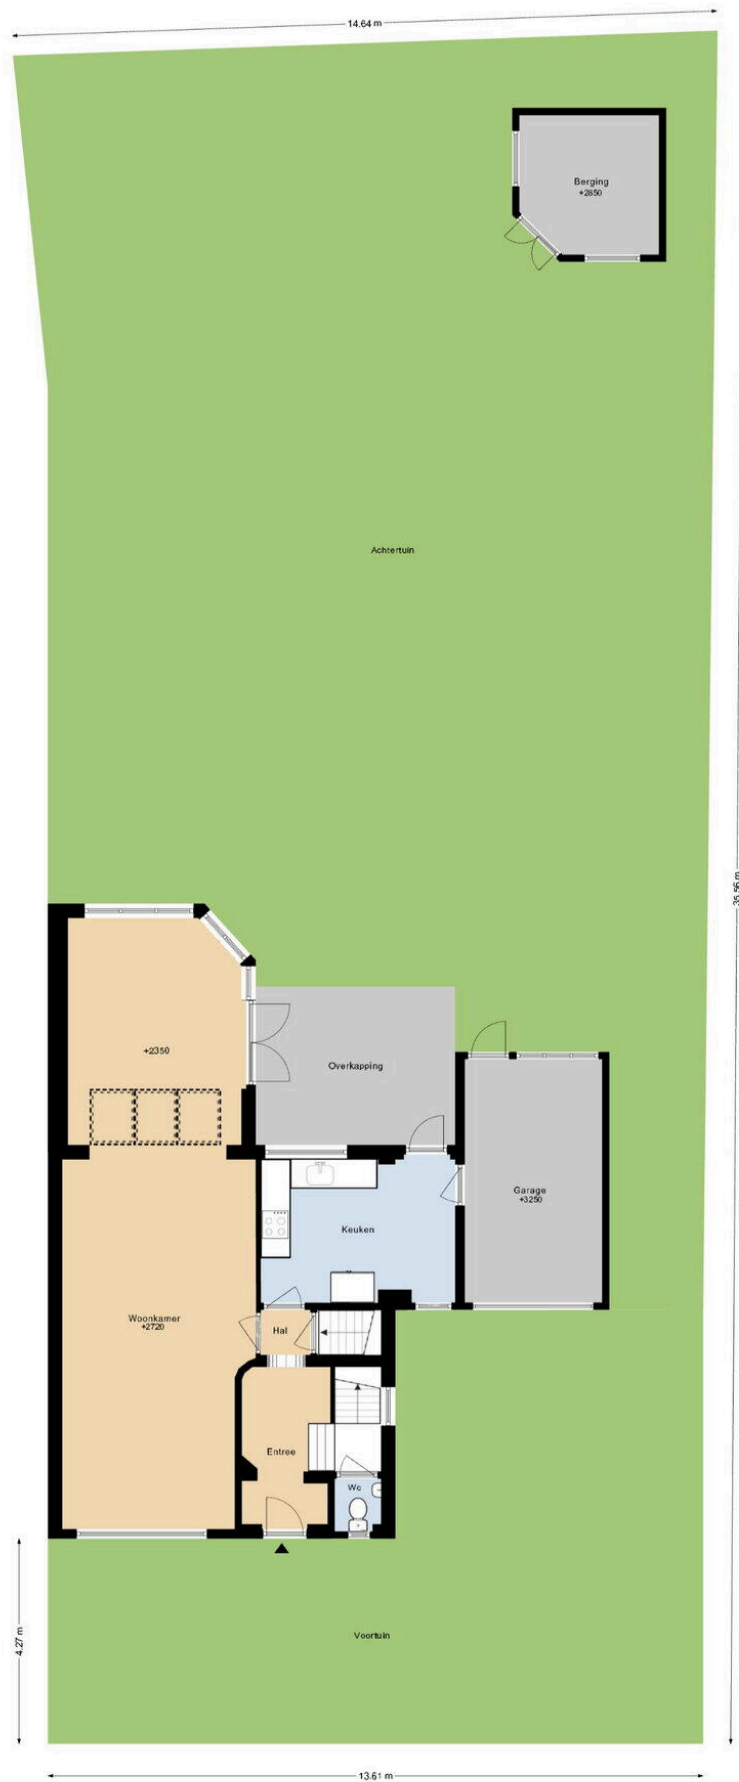 14.64 m
Berging
+2850
Achtertuin
35.56 m
+2350
Overkapping
Garage
+3250
Keuken
Woonkamer
+2720
Hal
Entree
Wc
4.27 m
Voortuin
13.61 m